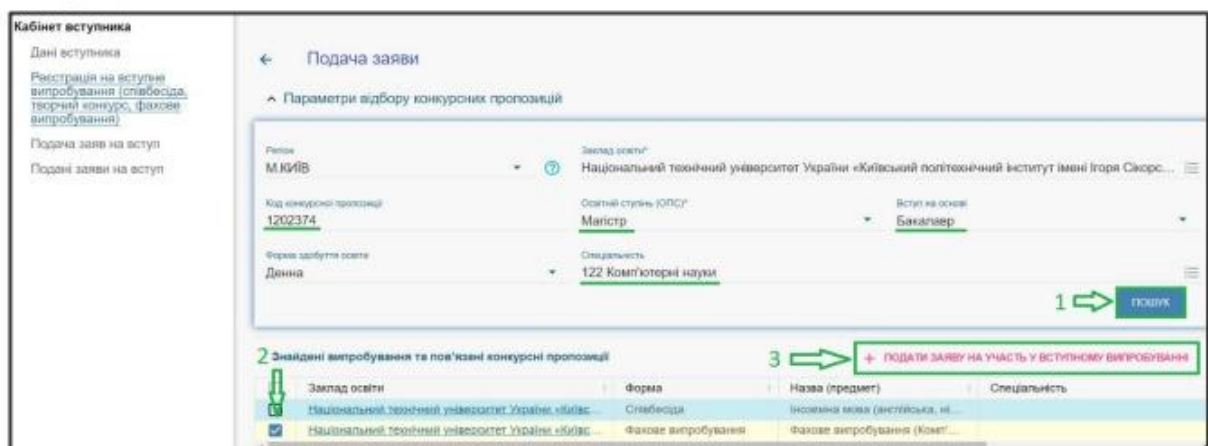 Кабінет вступника
Дані вступника
Реєстрація на вступне
випробування (співбесіда,
творчий конкурс, фахове
випробування)
Подача заяв на вступ
Подані заяви на вступ
Подача заяви
Параметри відбору конкурсних пропозицій
Регіон
М.КИЇВ
Заклад освіти*
Національний технічний університет України «Київський політехнічний інститут імені Ігоря Сікорс...
Код конкурсної пропозиції
1202374
Освітній ступінь (ОПС)*
Магістр
Вступ на основі
Бакалавр
Форма здобуття освіти
Денна
Спеціальність
122 Комп'ютерні науки
1
ПОШУК
2 Знайдені випробування та пов'язані конкурсні пропозиції
3
+ ПОДАТИ ЗАЯВУ НА УЧАСТЬ У ВСТУПНОМУ ВИПРОБУВАННІ
Заклад освіти Форма Назва (предмет) Спеціальність
Національний технічний університет України «Київс... Співбесіда Іноземна мова (англійська, ні...
Національний технічний університет України «Київс... Фахове випробування Фахове випробування (Комп'...